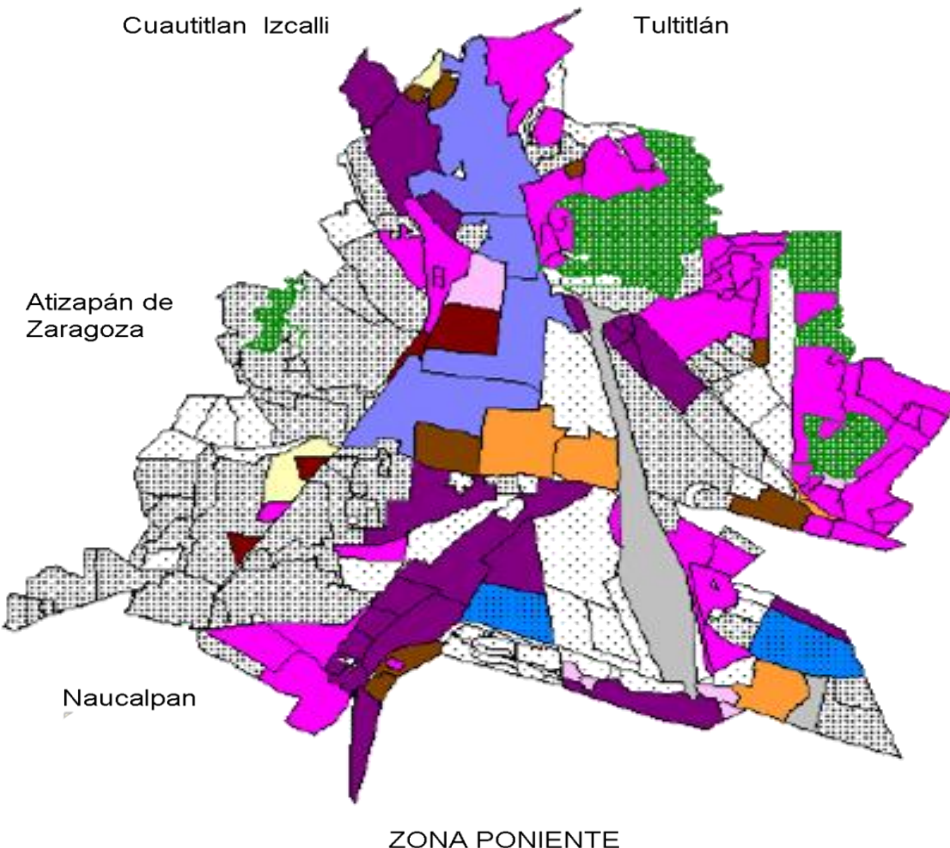 Cuautitlan Izcalli
Tultitlán
Atizapán de
Zaragoza
Naucalpan
ZONA PONIENTE